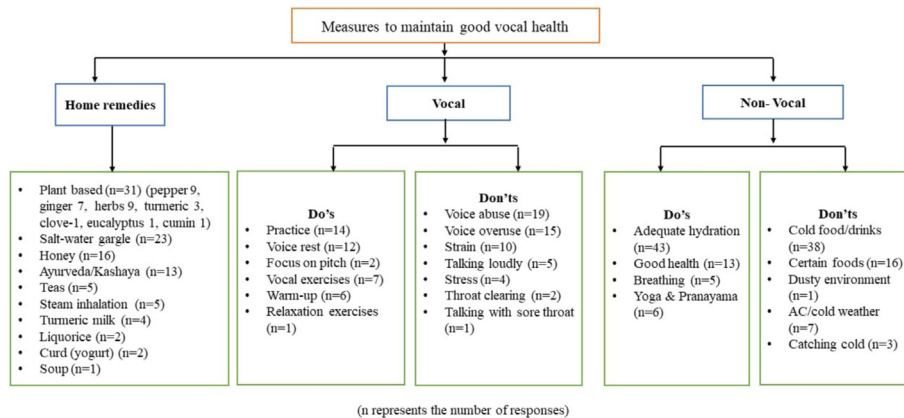 Measures to maintain good vocal health
Home remedies
Vocal
Non- Vocal
• Plant based (n=31) (pepper 9,
ginger 7, herbs 9, turmeric 3,
clove-1, eucalyptus 1, cumin 1)
• Salt-water gargle (n=23)
• Honey (n=16)
• Ayurveda/Kashaya (n=13)
• Teas (n=5)
• Steam inhalation (n=5)
• Turmeric milk (n=4)
• Liquorice (n=2)
• Curd (yogurt) (n=2)
• Soup (n=1)
Do's
• Practice (n=14)
• Voice rest (n=12)
• Focus on pitch (n=2)
• Vocal exercises (n=7)
• Warm-up (n=6)
• Relaxation exercises
(n=1)
Don'ts
• Voice abuse (n=19)
• Voice overuse (n=15)
• Strain (n=10)
• Talking loudly (n=5)
• Stress (n=4)
• Throat clearing (n=2)
• Talking with sore throat
(n=1)
Do's
• Adequate hydration
(n=43)
• Good health (n=13)
• Breathing (n=5)
• Yoga & Pranayama
(n=6)
Don'ts
• Cold food/drinks
(n=38)
• Certain foods (n=16)
• Dusty environment
(n=1)
• AC/cold weather
(n=7)
• Catching cold (n=3)
(n represents the number of responses)